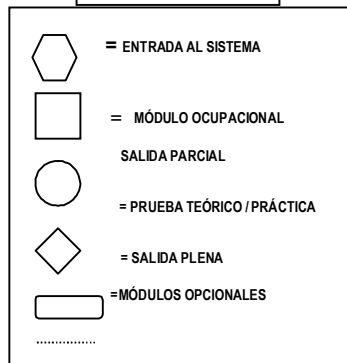 = ENTRADA AL SISTEMA
= MÓDULO OCUPACIONAL
SALIDA PARCIAL
= PRUEBA TEÓRICO / PRÁCTICA
= SALIDA PLENA
=MÓDULOS OPCIONALES